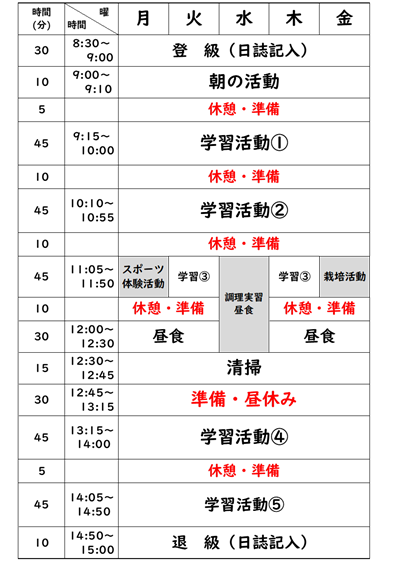 時間
(分)
曜
時間
月 火 水 木 金
30 8:30～
9:00 登 級（日誌記入）
10 9:00～
9:10 朝の活動
5 休憩・準備
45 9:15～
10:00 学習活動①
10 休憩・準備
45 10:10～
10:55 学習活動②
10 休憩・準備
45 11:05～
11:50 スポーツ
体験活動 学習③ 調理実習
昼食 学習③ 栽培活動
10 休憩・準備 休憩・準備
30 12:00～
12:30 昼食 昼食
15 12:30～
12:45 清掃
30 12:45～
13:15 準備・昼休み
45 13:15～
14:00 学習活動④
5 休憩・準備
45 14:05～
14:50 学習活動⑤
10 14:50～
15:00 退 級（日誌記入）